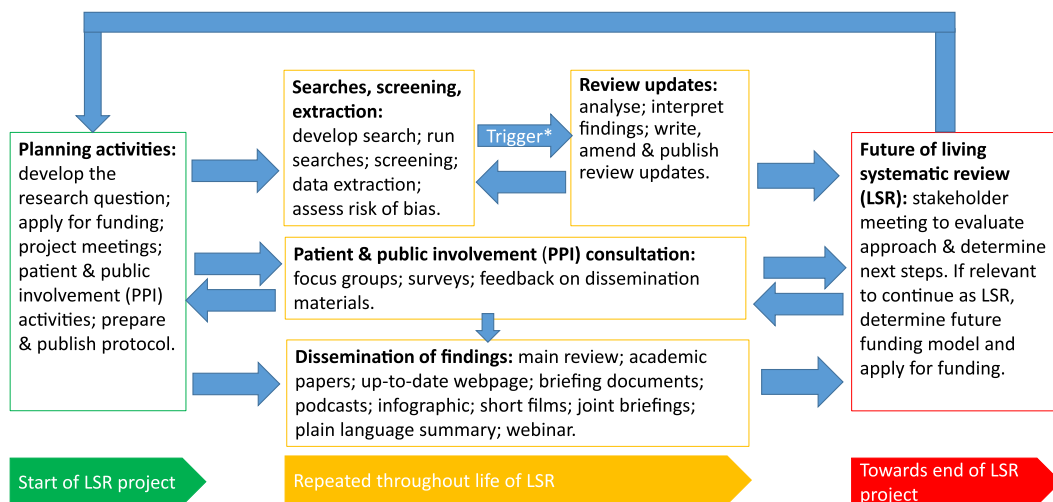 Planning activities:
develop the
research question;
apply for funding;
project meetings;
patient & public
involvement (PPI)
activities; prepare
& publish protocol.
Searches, screening,
extraction:
develop search; run
searches; screening;
data extraction;
assess risk of bias.
Trigger*
Review updates:
analyse; interpret
findings; write,
amend & publish
review updates.
Patient & public involvement (PPI) consultation:
focus groups; surveys; feedback on dissemination
materials.
Dissemination of findings: main review; academic
papers; up-to-date webpage; briefing documents;
podcasts; infographic; short films; joint briefings;
plain language summary; webinar.
Future of living
systematic review
(LSR): stakeholder
meeting to evaluate
approach & determine
next steps. If relevant
to continue as LSR,
determine future
funding model and
apply for funding.
Start of LSR project
Repeated throughout life of LSR
Towards end of LSR
project